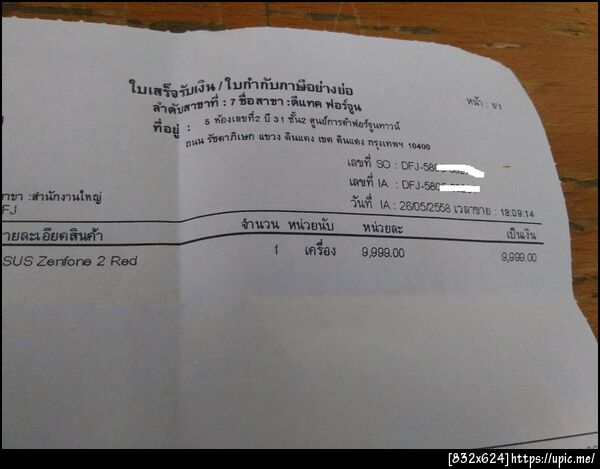 ใบเสร็จรับเงิน / ใบกำกับภาษีอย่างย่อ
หน้า : 1/1
ลำดับสาขาที่ : 7 ชื่อสาขา :ดีแทค ฟอร์จูน
ที่อยู่ : 5 ห้องเลขที่2 ปี 31 ชั้น2 ศูนย์การค้าฟอร์จูนทาวน์
ถนน รัชดาภิเษก แขวง ดินแดง เขต ดินแดง กรุงเทพฯ 10400
เลขที่ SO : DFJ-5805-
เลขที่ IA : DFJ-5805-
สาขา :สำนักงานใหญ่
วันที่ IA : 26/05/2558 เวลาขาย : 18:09:14
FJ
ายละเอียดสินค้า จำนวน หน่วยนับ หน่วยละ เป็นเงิน
SUS Zenfone 2 Red 1 เครื่อง 9,999.00 9,999.00
[832x624]https://upic.me/